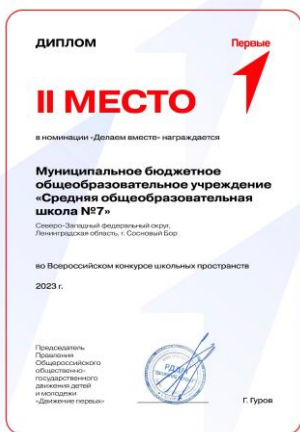 ДИПЛОМ
Первые
II МЕСТО
в номинации «Делаем вместе» награждается
Муниципальное бюджетное
общеобразовательное учреждение
«Средняя общеобразовательная
школа №7»
Северо-Западный федеральный округ,
Ленинградская область, г. Сосновый Бор
во Всероссийском конкурсе школьных пространств
2023 г.
Председатель
Правления
Общероссийского
общественно-
государственного
движения детей
и молодежи
«Движение первых»
РДДМ
Г. Гуров